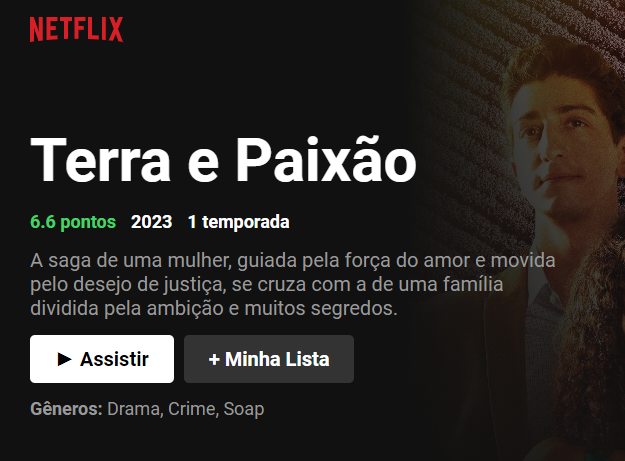 NETFLIX
Terra e Paixão
6.6 pontos 2023 1 temporada
A saga de uma mulher, guiada pela força do amor e movida
pelo desejo de justiça, se cruza com a de uma família
dividida pela ambição e muitos segredos.
► Assistir + Minha Lista
Gêneros: Drama, Crime, Soap